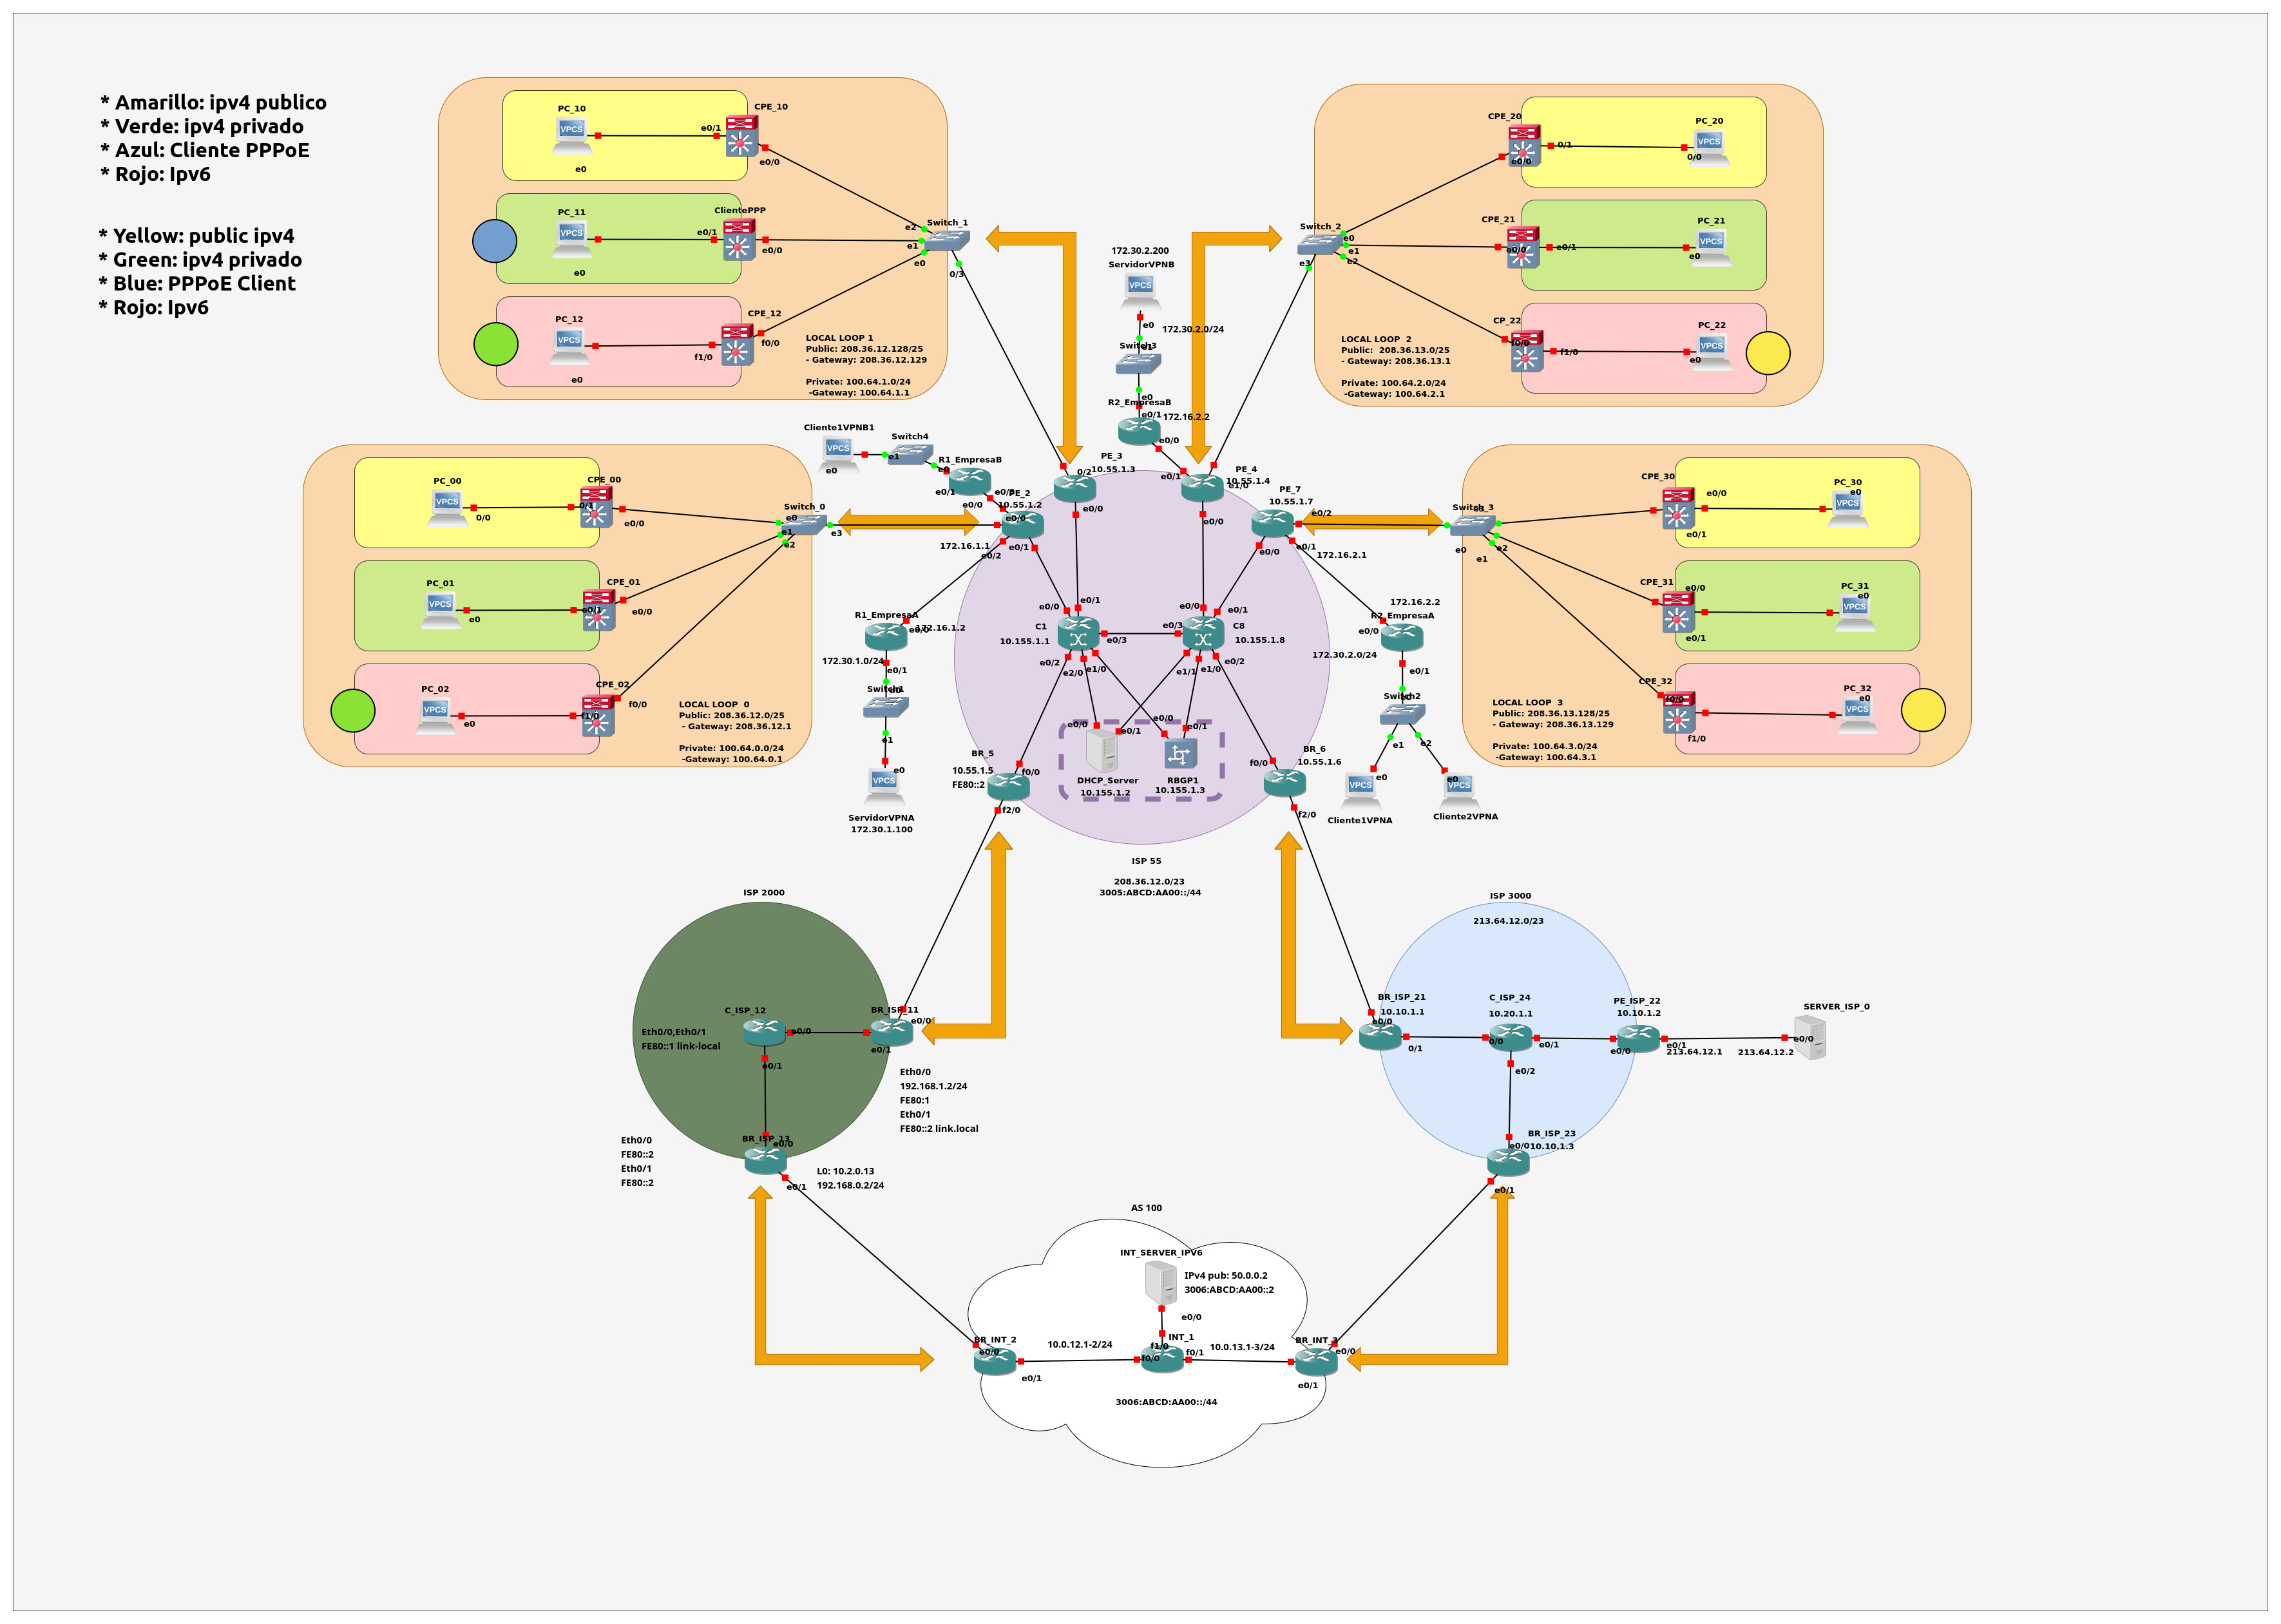 * Amarillo: ipv4 publico
* Verde: ipv4 privado
* Azul: Cliente PPPoE
* Rojo: Ipv6
* Yellow: public ipv4
* Green: ipv4 privado
* Blue: PPPoE Client
* Rojo: Ipv6
PC_10
VPCS
e0
e0/1
CPE_10
e0/0
PC_11
VPCS
e0
e0/1
ClientePPP
e0/0
PC_12
VPCS
e0
f1/0
CPE_12
f0/0
Switch_1
e2
e1
e0
0/3
LOCAL LOOP 1
Public: 208.36.12.128/25
- Gateway: 208.36.12.129
Private: 100.64.1.0/24
-Gateway: 100.64.1.1
172.30.2.200
ServidorVPNB
VPCS
e0
172.30.2.0/24
e1
Switch3
e0
R2_EmpresaB
e0/1
172.16.2.2
e0/0
CPE_20
e0/0
0/1
PC_20
VPCS
0/0
CPE_21
e0/0
e0/1
PC_21
VPCS
e0
CP_22
f0/0
f1/0
PC_22
VPCS
e0
Switch_2
e0
e1
e2
e3
LOCAL LOOP 2
Public: 208.36.13.0/25
- Gateway: 208.36.13.1
Private: 100.64.2.0/24
-Gateway: 100.64.2.1
Cliente1VPNB1
VPCS
e0
Switch4
e1
e0
R1_EmpresaB
e0/1
e0/0
PC_00
VPCS
0/0
0/1
CPE_00
e0/0
PC_01
VPCS
e0
e0/1
CPE_01
e0/0
PC_02
VPCS
e0
f1/0
CPE_02
f0/0
Switch_0
e0
e1
e2
e3
LOCAL LOOP 0
Public: 208.36.12.0/25
- Gateway: 208.36.12.1
Private: 100.64.0.0/24
-Gateway: 100.64.0.1
PE_2
10.55.1.2
e0/0
e0/3
e0/1
e0/2
172.16.1.1
PE_3
10.55.1.3
0/2
e0/0
PE_4
10.55.1.4
e0/1
e1/0
e0/0
PE_7
10.55.1.7
e0/2
e0/0
e0/1
172.16.2.1
Switch_3
e3
e0
e1
e2
CPE_30
e0/0
e0/1
PC_30
e0
VPCS
CPE_31
e0/0
e0/1
PC_31
e0
VPCS
CPE_32
f0/0
f1/0
PC_32
e0
VPCS
LOCAL LOOP 3
Public: 208.36.13.128/25
- Gateway: 208.36.13.129
Private: 100.64.3.0/24
-Gateway: 100.64.3.1
R1_EmpresaA
e0/0
172.16.1.2
172.30.1.0/24
e0/1
e0
Switch1
e1
e0
VPCS
ServidorVPNA
172.30.1.100
C1
10.155.1.1
e0/0
e0/1
e0/3
e0/2
e2/0
e1/0
C8
10.155.1.8
e0/0
e0/1
e0/3
e0/2
e1/1
e1/0
172.16.2.2
R2_EmpresaA
e0/0
172.30.2.0/24
e0/1
Switch2
e1
e2
e0
e0
VPCS
VPCS
Cliente1VPNA
Cliente2VPNA
e0/0
e0/1
DHCP_Server
10.155.1.2
e0/0
e0/1
RBGP1
10.155.1.3
BR_5
10.55.1.5
FE80::2
f0/0
f2/0
BR_6
10.55.1.6
f0/0
f2/0
ISP 55
208.36.12.0/23
3005:ABCD:AA00::/44
ISP 2000
C_ISP_12
e0/0
Eth0/0,Eth0/1
FE80::1 link-local
e0/1
BR_ISP_11
e0/0
e0/1
Eth0/0
192.168.1.2/24
FE80:1
Eth0/1
FE80::2 link.local
BR_ISP_13
e0/0
Eth0/0
FE80::2
Eth0/1
FE80::2
e0/1
L0: 10.2.0.13
192.168.0.2/24
ISP 3000
213.64.12.0/23
BR_ISP_21
10.10.1.1
e0/0
0/1
C_ISP_24
10.20.1.1
0/0
e0/1
e0/2
PE_ISP_22
10.10.1.2
e0/0
e0/1
213.64.12.1
213.64.12.2
SERVER_ISP_0
e0/0
BR_ISP_23
e0/0
10.10.1.3
e0/1
AS 100
INT_SERVER_IPV6
IPv4 pub: 50.0.0.2
3006:ABCD:AA00::2
e0/0
BR_INT_2
e0/0
e0/1
10.0.12.1-2/24
INT_1
f1/0
f0/0
f0/1
10.0.13.1-3/24
BR_INT_3
e0/0
e0/1
3006:ABCD:AA00::/44